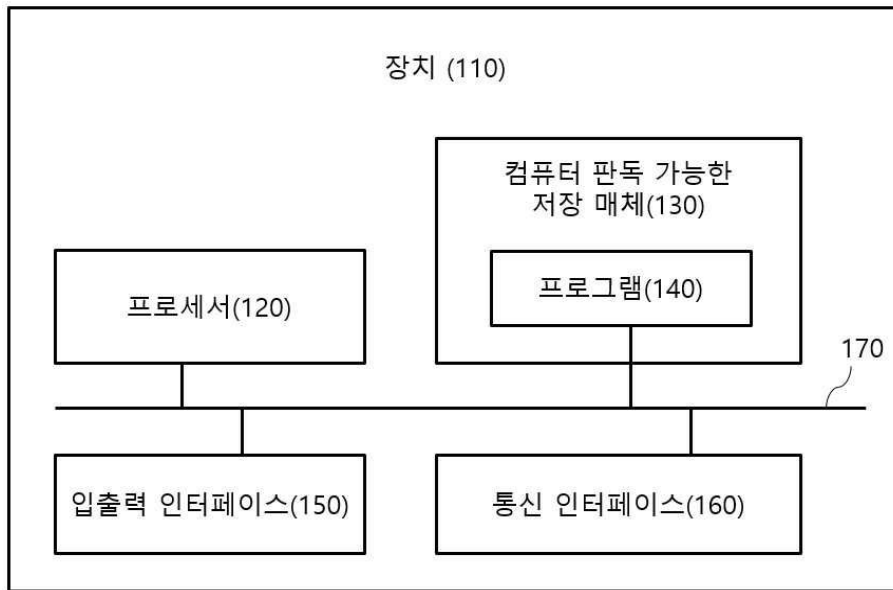 장치 (110)
컴퓨터 판독 가능한
저장 매체(130)
프로세서(120)
프로그램(140)
170
입출력 인터페이스(150)
통신 인터페이스(160)